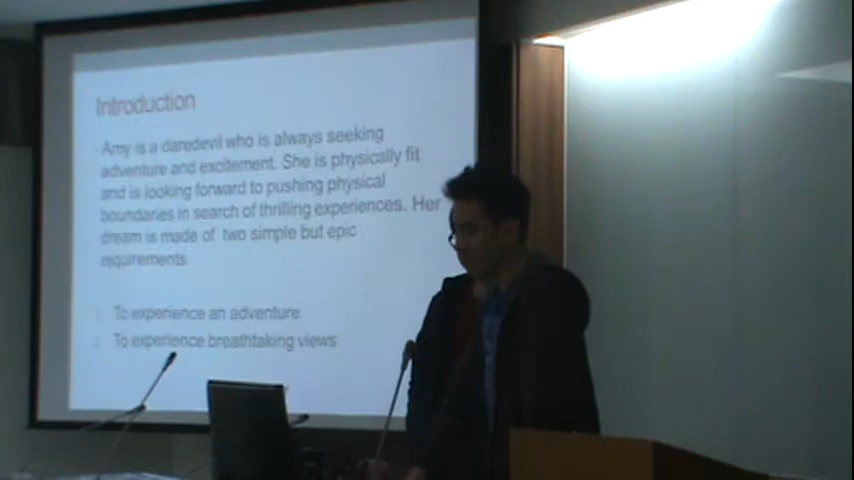 Introduction
Amy is a daredevil who is always seeking
adventure and excitement. She is physically fit
and is looking forward to pushing physical
boundaries in search of thrilling experiences. Her
dream is made of two simple but epic
requirements
To experience an adventure
To experience breathtaking views